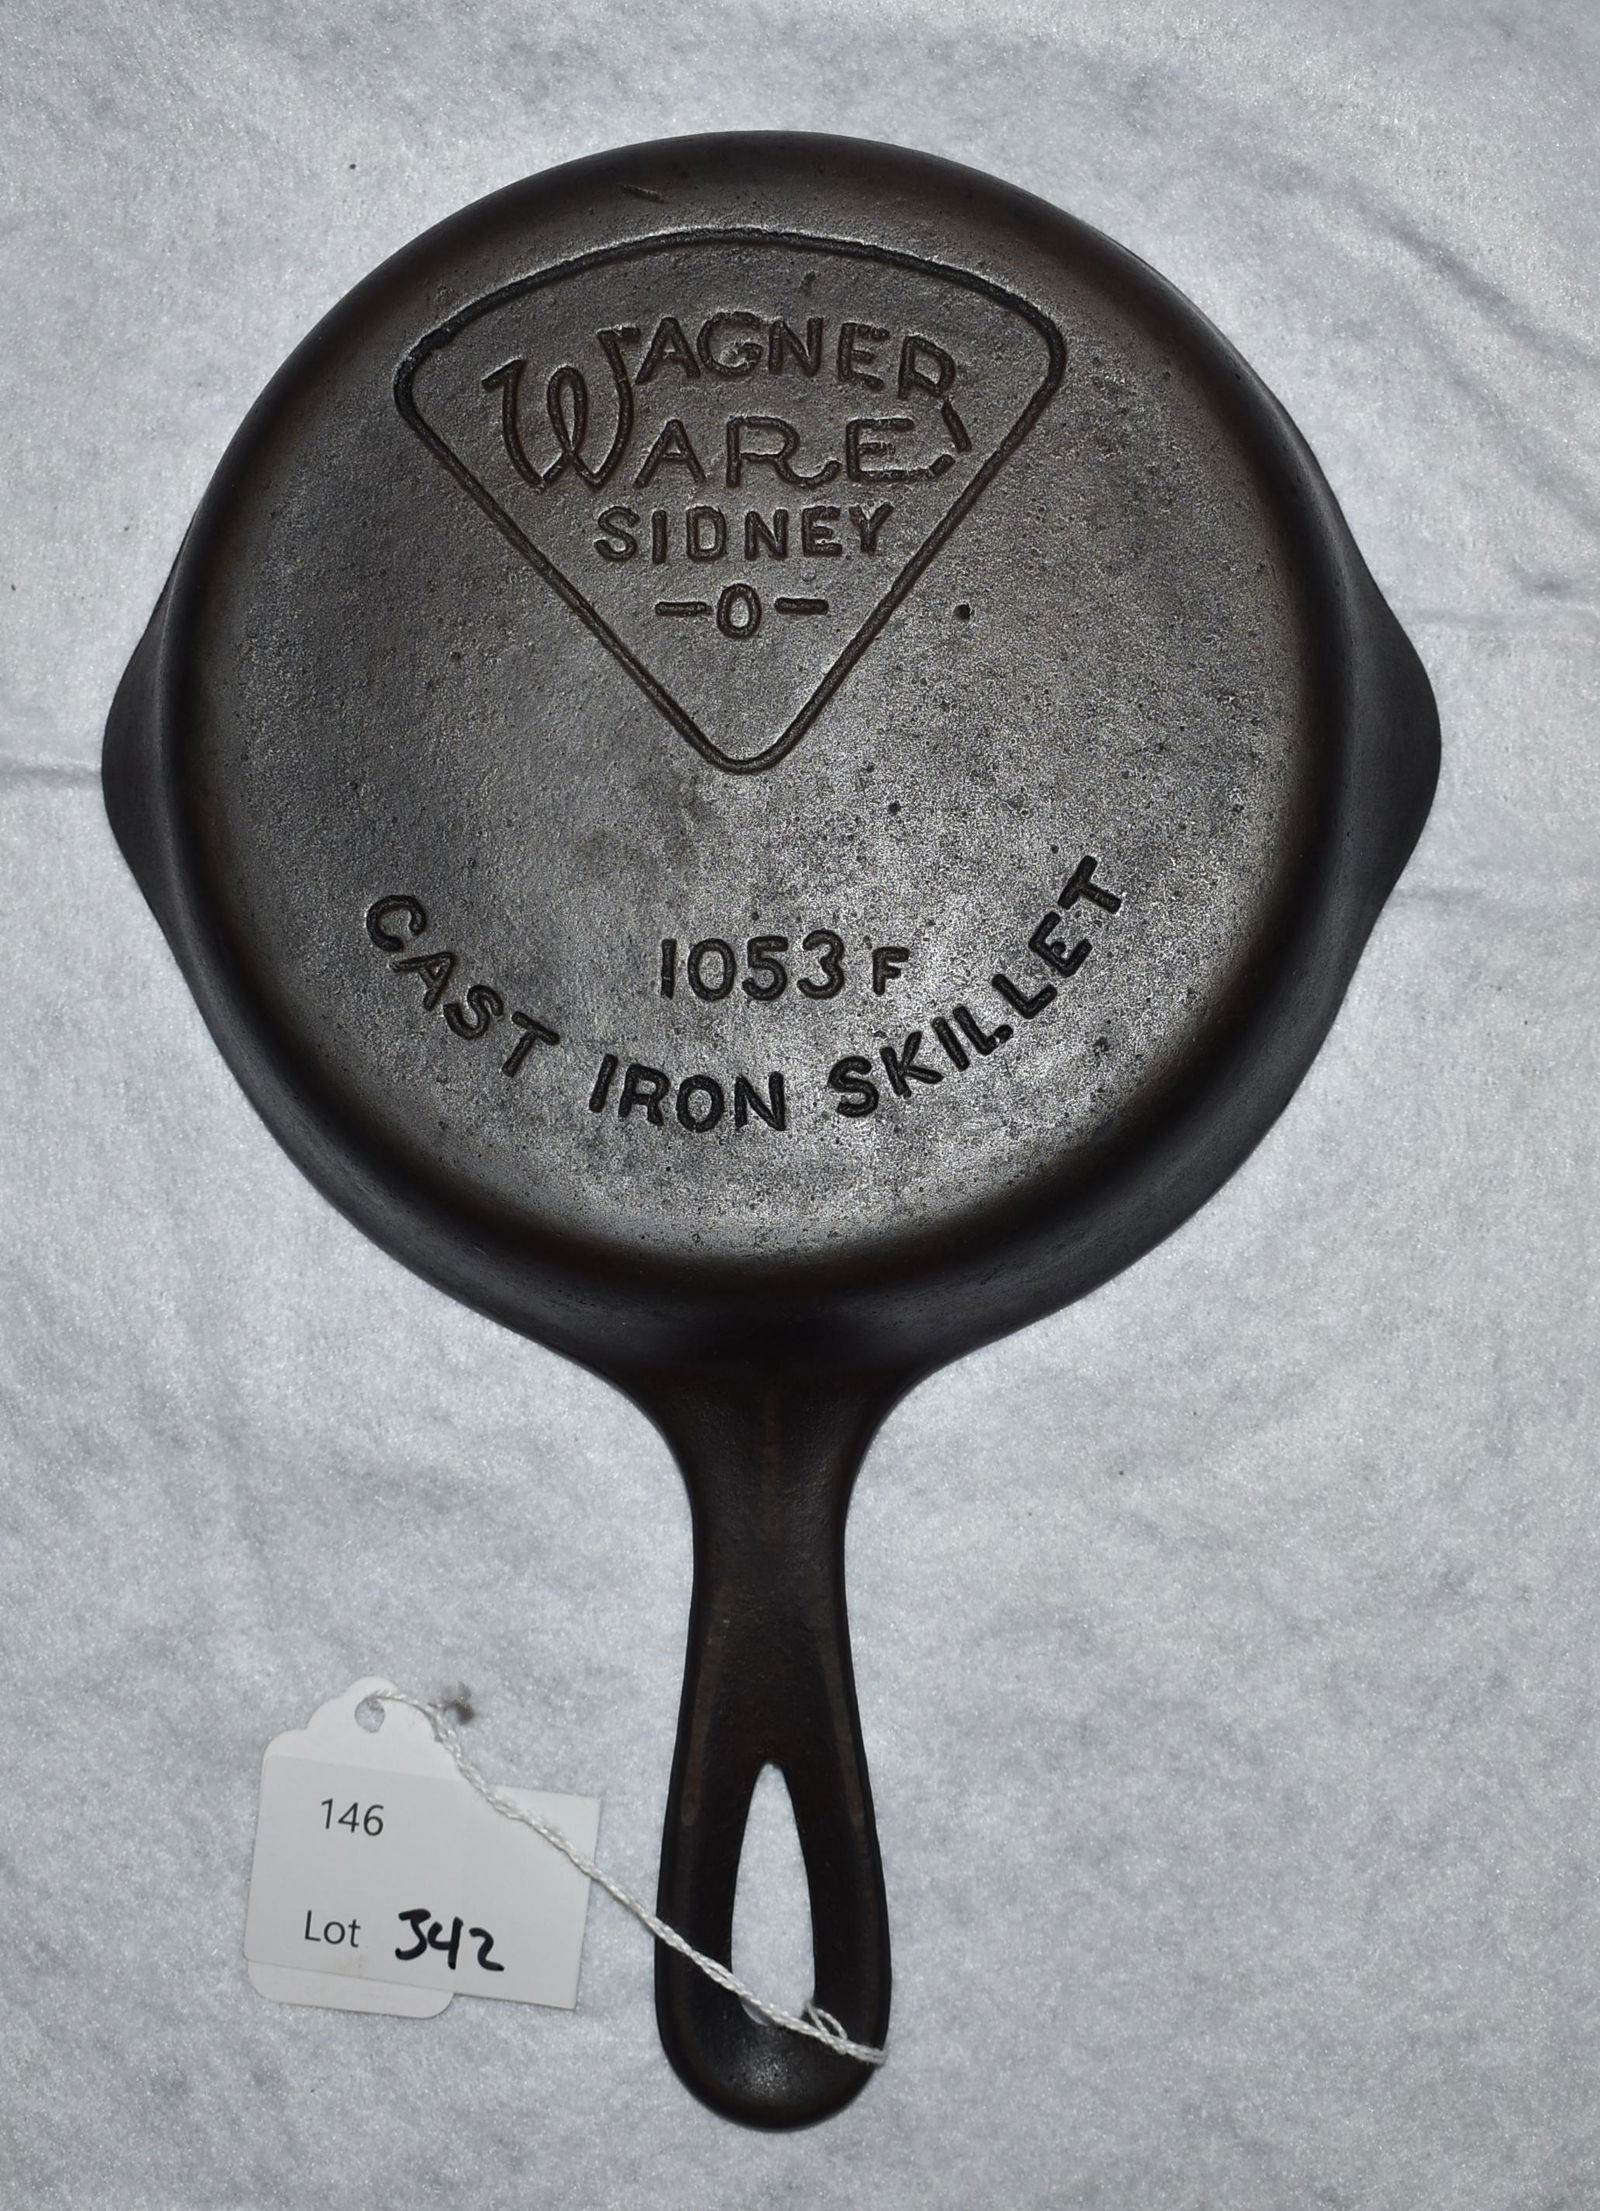 WAGNER
WARE
SIDNEY
-O-
1053 F
CAST IRON SKILLET
146
Lot 342